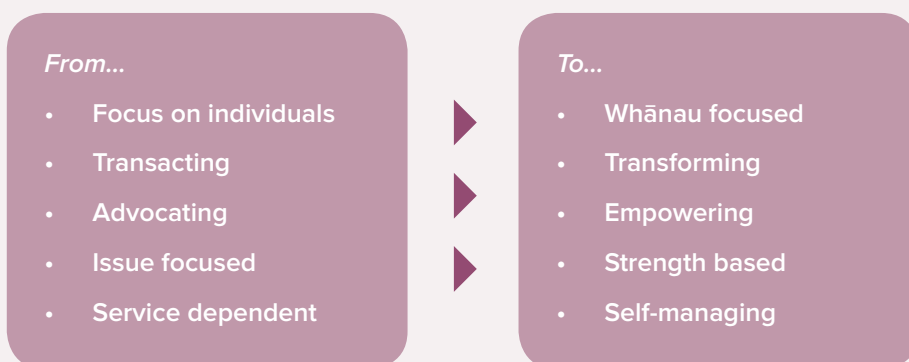 From...
• Focus on individuals
• Transacting
• Advocating
• Issue focused
• Service dependent
To...
• Whānau focused
• Transforming
• Empowering
• Strength based
• Self-managing